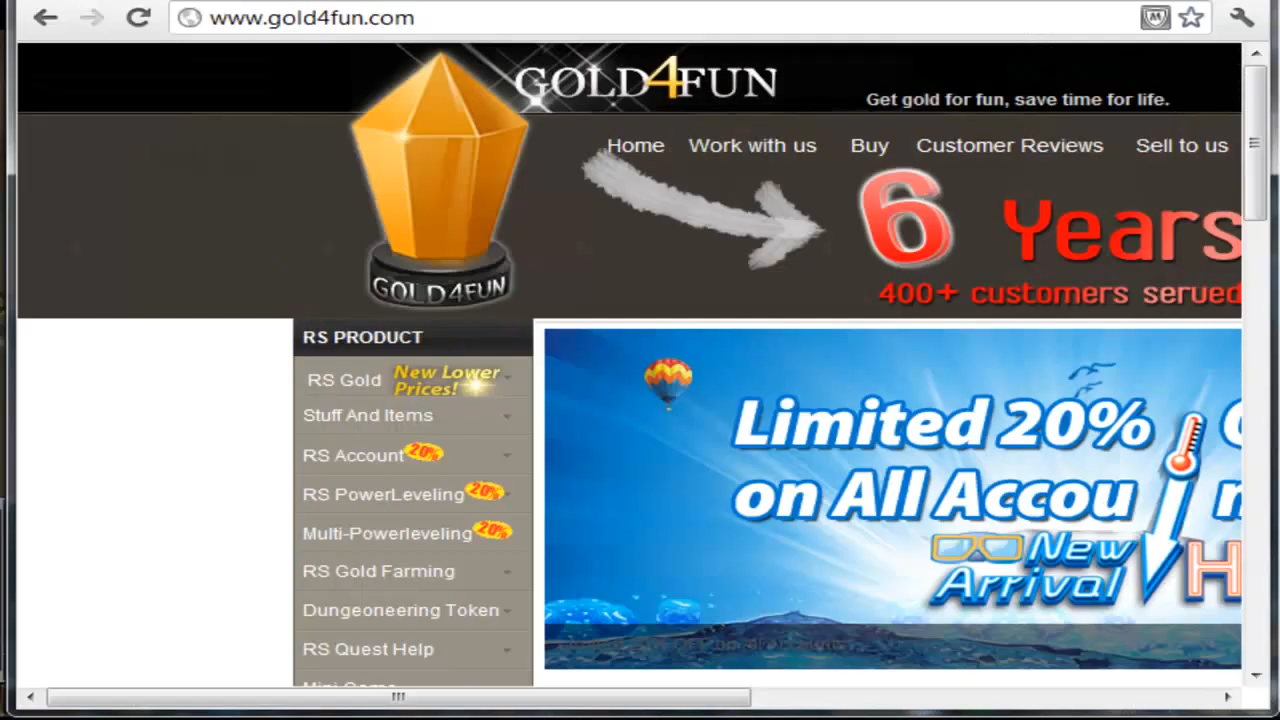 www.gold4fun.com
GOLD4FUN
Get gold for fun, save time for life.
Home Work with us Buy Customer Reviews Sell to us
6 Years
400+ customers served
GOLD4FUN
RS PRODUCT
RS Gold New Lower Prices!
Stuff And Items
RS Account 20%
RS PowerLeveling 20%
Multi-Powerleveling 20%
RS Gold Farming
Dungeoneering Token
RS Quest Help
Limited 20%
on All Accou
New
Arrival